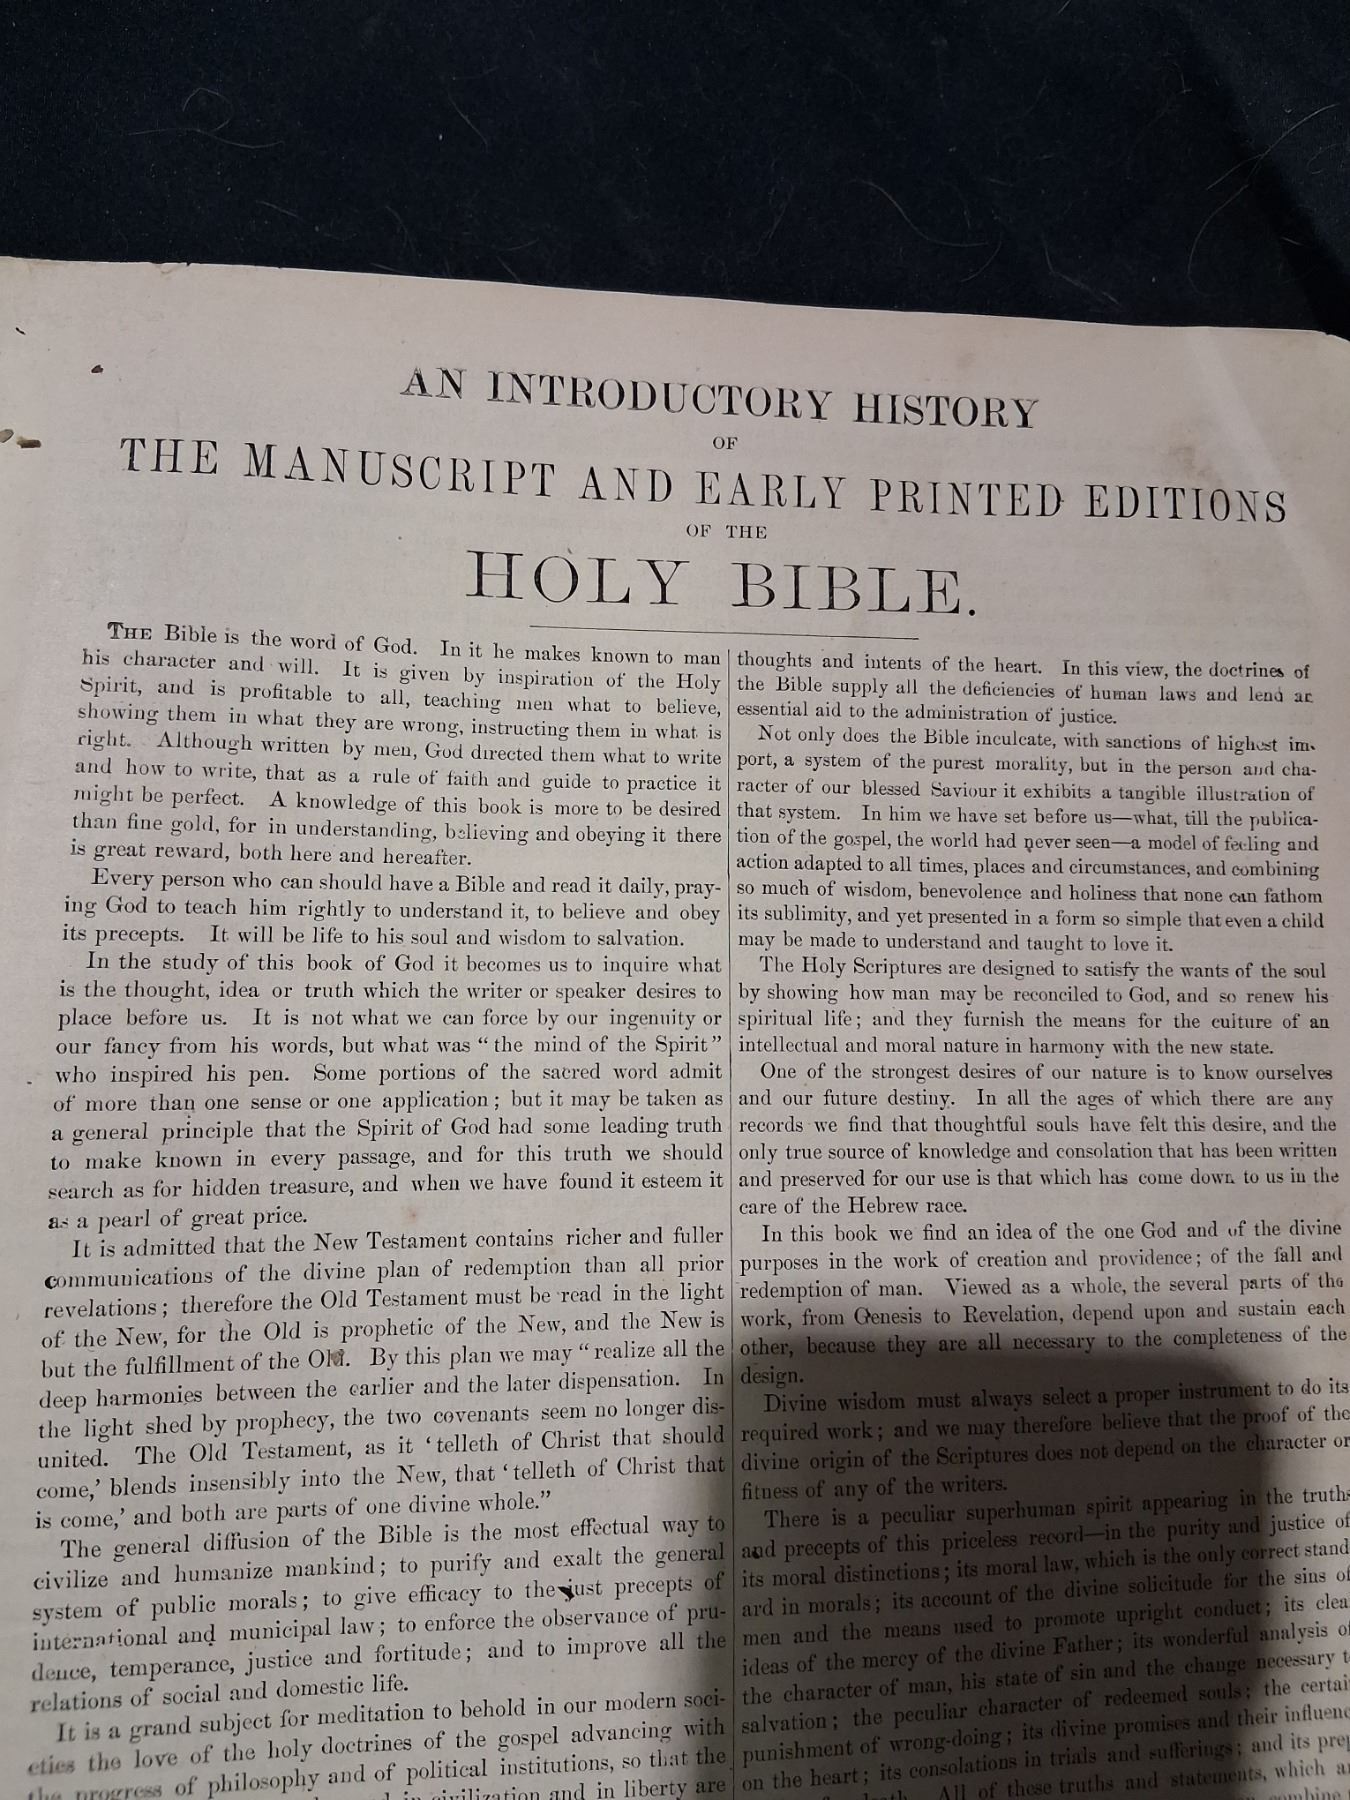 AN INTRODUCTORY HISTORY
OF
THE MANUSCRIPT AND EARLY PRINTED EDITIONS
OF THE
HOLY BIBLE.
THE Bible is the word of God. In it he makes known to man
his character and will. It is given by inspiration of the Holy
Spirit, and is profitable to all, teaching men what to believe,
showing them in what they are wrong, instructing them in what is
right. Although written by men, God directed them what to write
and how to write, that as a rule of faith and guide to practice it
might be perfect. A knowledge of this book is more to be desired
than fine gold, for in understanding, believing and obeying it there
is great reward, both here and hereafter.
Every person who can should have a Bible and read it daily, pray-
ing God to teach him rightly to understand it, to believe and obey
its precepts. It will be life to his soul and wisdom to salvation.
In the study of this book of God it becomes us to inquire what
is the thought, idea or truth which the writer or speaker desires to
place before us. It is not what we can force by our ingenuity or
our fancy from his words, but what was "the mind of the Spirit"
who inspired his pen. Some portions of the sacred word admit
of more than one sense or one application; but it may be taken as
a general principle that the Spirit of God had some leading truth
to make known in every passage, and for this truth we should
search as for hidden treasure, and when we have found it esteem it
as a pearl of great price.
It is admitted that the New Testament contains richer and fuller
communications of the divine plan of redemption than all prior
revelations; therefore the Old Testament must be read in the light
of the New, for the Old is prophetic of the New, and the New is
but the fulfillment of the Old. By this plan we may "realize all the
deep harmonies between the earlier and the later dispensation. In
the light shed by prophecy, the two covenants seem no longer dis-
united. The Old Testament, as it 'telleth of Christ that should
come,' blends insensibly into the New, that 'telleth of Christ that
is come,' and both are parts of one divine whole."
The general diffusion of the Bible is the most effectual way to
civilize and humanize mankind; to purify and exalt the general
system of public morals; to give efficacy to the just precepts of
international and municipal law; to enforce the observance of pru-
dence, temperance, justice and fortitude; and to improve all the
relations of social and domestic life.
It is a grand subject for meditation to behold in our modern soci-
eties the love of the holy doctrines of the gospel advancing with
the progress of philosophy and of political institutions, so that the
in civilization and in liberty are
thoughts and intents of the heart. In this view, the doctrines of
the Bible supply all the deficiencies of human laws and lend an
essential aid to the administration of justice.
Not only does the Bible inculcate, with sanctions of highest im-
port, a system of the purest morality, but in the person and cha-
racter of our blessed Saviour it exhibits a tangible illustration of
that system. In him we have set before us—what, till the publica-
tion of the gospel, the world had never seen—a model of feeling and
action adapted to all times, places and circumstances, and combining
so much of wisdom, benevolence and holiness that none can fathom
its sublimity, and yet presented in a form so simple that even a child
may be made to understand and taught to love it.
The Holy Scriptures are designed to satisfy the wants of the soul
by showing how man may be reconciled to God, and so renew his
spiritual life; and they furnish the means for the culture of an
intellectual and moral nature in harmony with the new state.
One of the strongest desires of our nature is to know ourselves
and our future destiny. In all the ages of which there are any
records we find that thoughtful souls have felt this desire, and the
only true source of knowledge and consolation that has been written
and preserved for our use is that which has come down to us in the
care of the Hebrew race.
In this book we find an idea of the one God and of the divine
purposes in the work of creation and providence; of the fall and
redemption of man. Viewed as a whole, the several parts of the
work, from Genesis to Revelation, depend upon and sustain each
other, because they are all necessary to the completeness of the
design.
Divine wisdom must always select a proper instrument to do its
required work; and we may therefore believe that the proof of the
divine origin of the Scriptures does not depend on the character or
fitness of any of the writers.
There is a peculiar superhuman spirit appearing in the truths
and precepts of this priceless record—in the purity and justice of
its moral distinctions; its moral law, which is the only correct stand
ard in morals; its account of the divine solicitude for the sins of
men and the means used to promote upright conduct; its clea
ideas of the mercy of the divine Father; its wonderful analysis of
the character of man, his state of sin and the change necessary t
salvation; the peculiar character of redeemed souls; the certai
punishment of wrong-doing; its divine promises and their influenc
on the heart; its consolations in trials and sufferings; and its prep
All of these truths and statements, which a